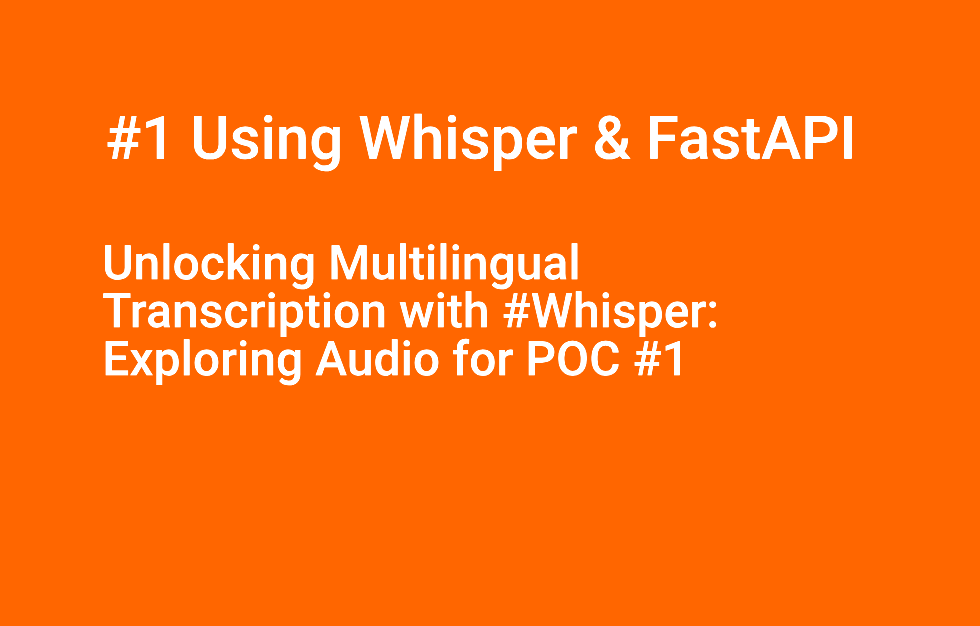 #1 Using Whisper & FastAPI
Unlocking Multilingual
Transcription with #Whisper:
Exploring Audio for POC #1